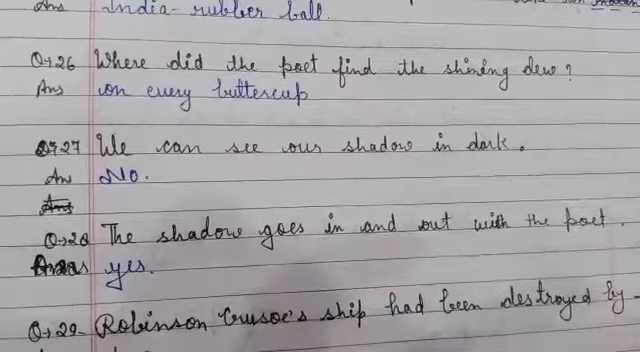 Ans India-rubber ball.
Q→26 Where did the poet find the shining dew?
Ans on every buttercup
Q→27 We can see our shadow in dark.
An No.
Ans
Q→28 The shadow goes in and out with the poet.
Ans yes.
Q→29 Robinson Crusoe's ship had been destroyed by